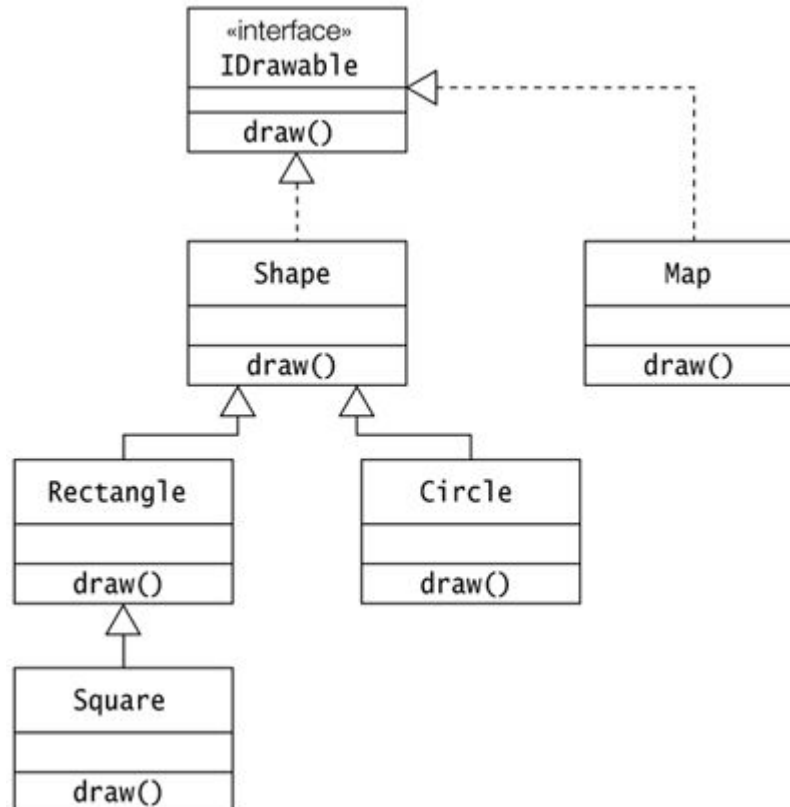 «interface»
IDrawable
draw()
Shape
draw()
Map
draw()
Rectangle
draw()
Circle
draw()
Square
draw()